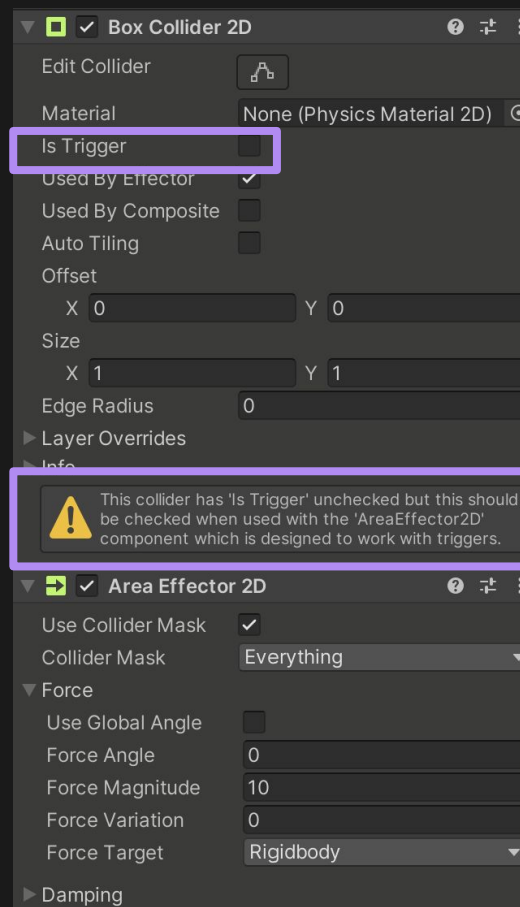 Box Collider 2D
Edit Collider
Material None (Physics Material 2D)
Is Trigger
Used By Effector
Used By Composite
Auto Tiling
Offset
X 0 Y 0
Size
X 1 Y 1
Edge Radius 0
Layer Overrides
Info
This collider has 'Is Trigger' unchecked but this should
be checked when used with the 'AreaEffector2D'
component which is designed to work with triggers.
Area Effector 2D
Use Collider Mask
Collider Mask Everything
Force
Use Global Angle
Force Angle 0
Force Magnitude 10
Force Variation 0
Force Target Rigidbody
Damping